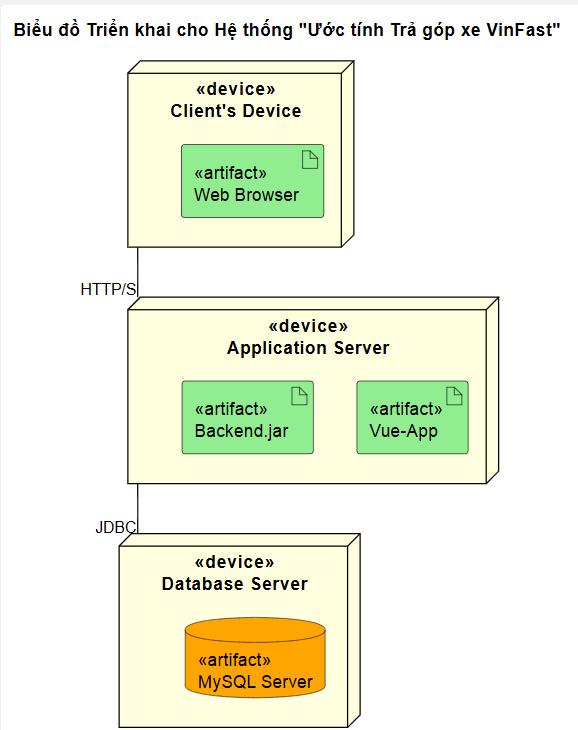 Biểu đồ Triển khai cho Hệ thống "Ước tính Trả góp xe VinFast"
«device»
Client's Device
«artifact»
Web Browser
HTTP/S
«device»
Application Server
«artifact»
Backend.jar
«artifact»
Vue-App
JDBC
«device»
Database Server
«artifact»
MySQL Server